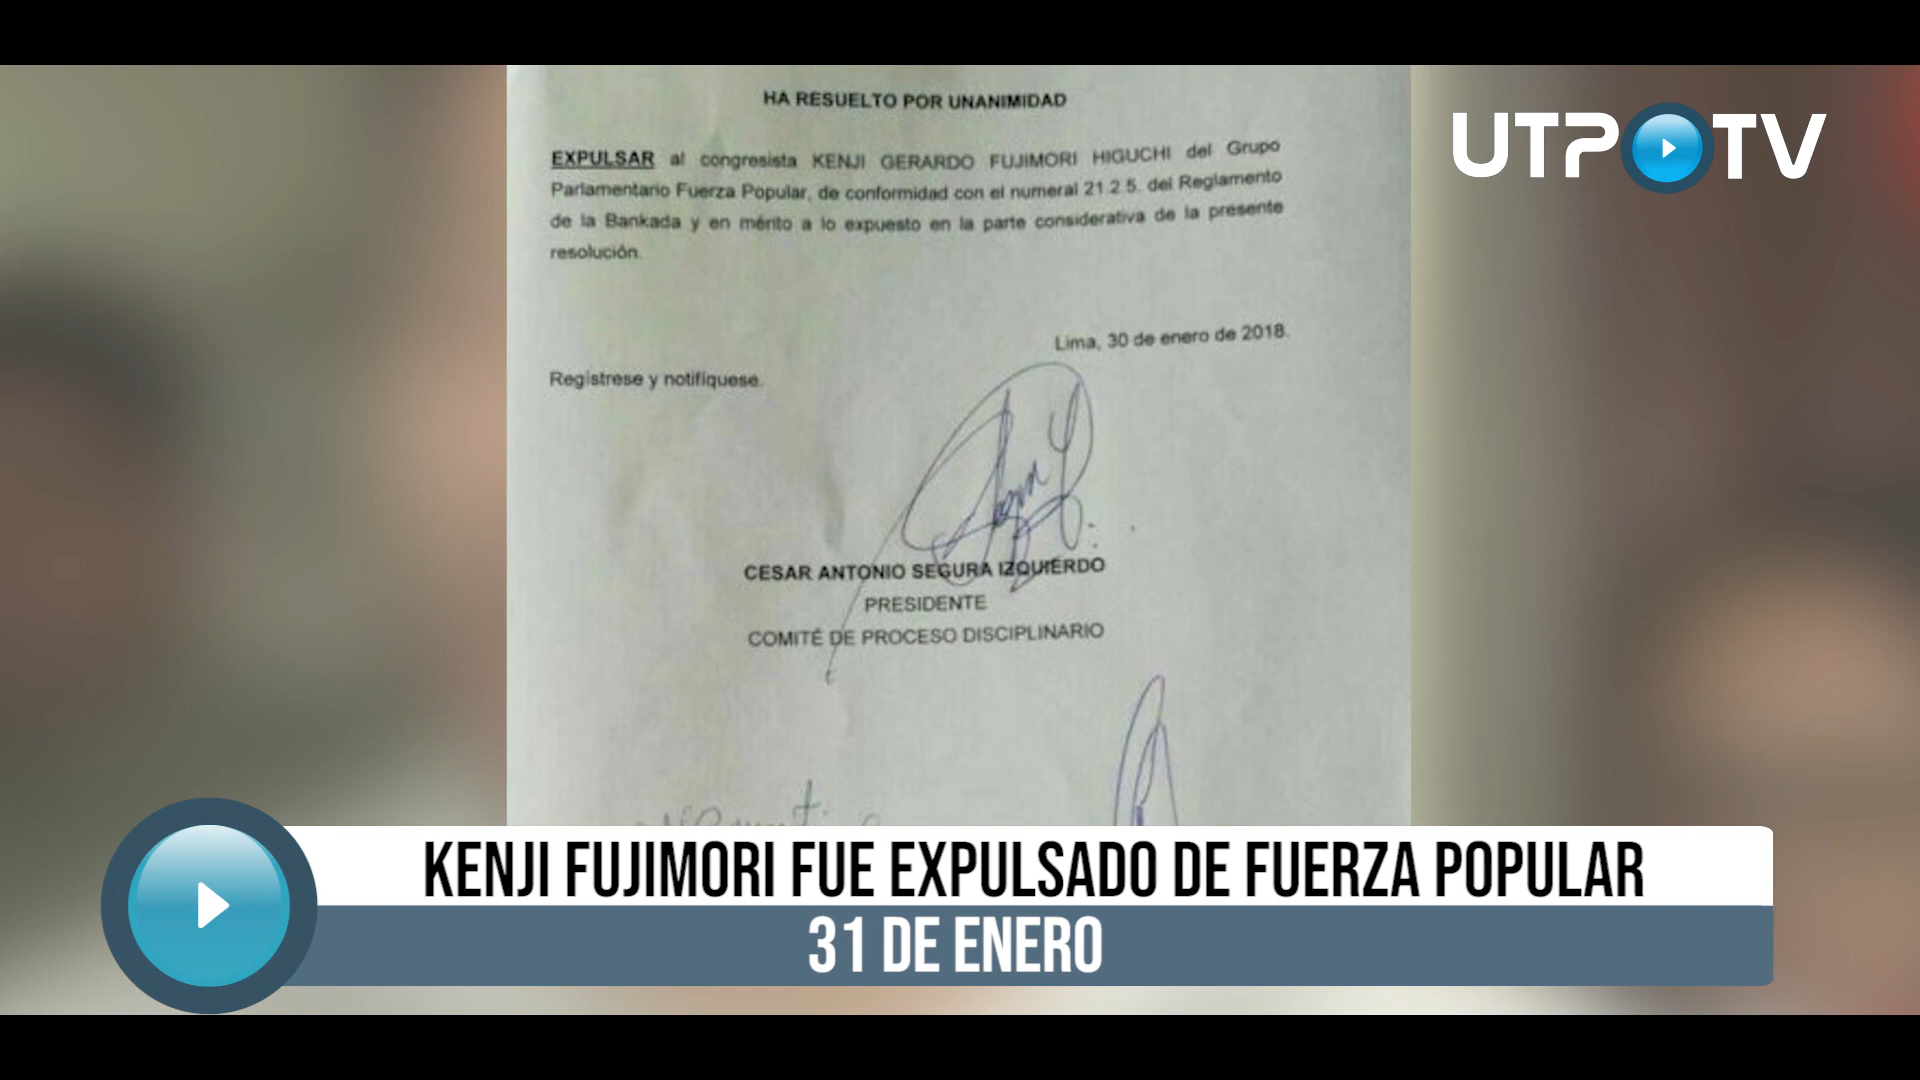 HA RESUELTO POR UNANIMIDAD
UTP TV
EXPULSAR al congresista KENJI GERARDO FUJIMORI HIGUCHI del Grupo
Parlamentario Fuerza Popular, de conformidad con el numeral 21.2.5. del Reglamento
de la Bankada y en mérito a lo expuesto en la parte considerativa de la presente
resolución.
Lima, 30 de enero de 2018.
Regístrese y notifíquese.
CESAR ANTONIO SEGURA IZQUIERDO
PRESIDENTE
COMITÉ DE PROCESO DISCIPLINARIO
KENJI FUJIMORI FUE EXPULSADO DE FUERZA POPULAR
31 DE ENERO